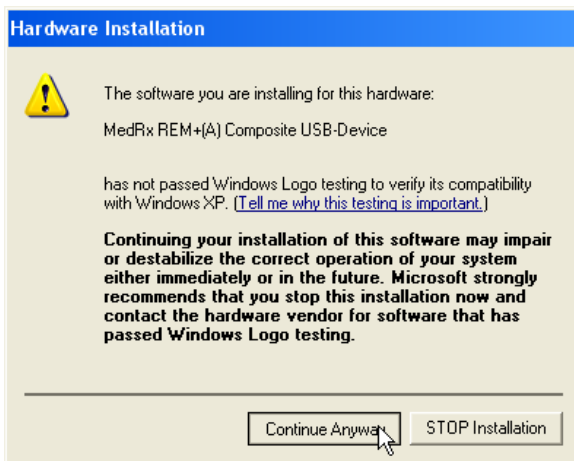 Hardware Installation
The software you are installing for this hardware:
MedRx REM+(A) Composite USB-Device
has not passed Windows Logo testing to verify its compatibility
with Windows XP. (Tell me why this testing is important.)
Continuing your installation of this software may impair
or destabilize the correct operation of your system
either immediately or in the future. Microsoft strongly
recommends that you stop this installation now and
contact the hardware vendor for software that has
passed Windows Logo testing.
Continue Anyway
STOP Installation